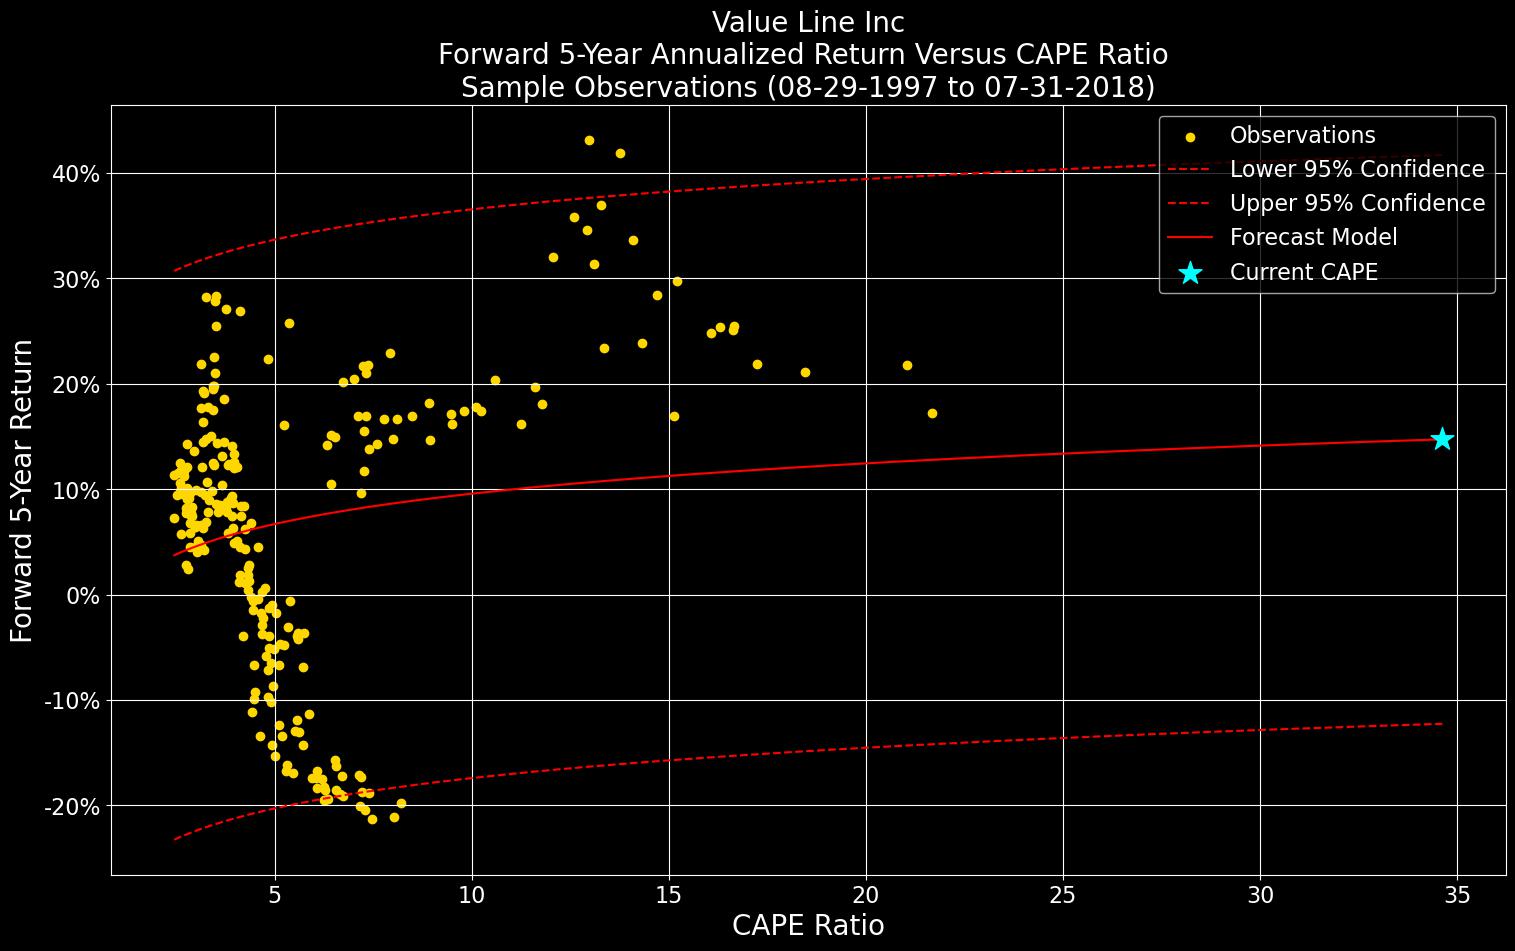 Value Line Inc
Forward 5-Year Annualized Return Versus CAPE Ratio
Sample Observations (08-29-1997 to 07-31-2018)
Observations
Lower 95% Confidence
Upper 95% Confidence
Forecast Model
Current CAPE
Forward 5-Year Return
40%
30%
20%
10%
0%
-10%
-20%
5 10 15 20 25 30 35
CAPE Ratio